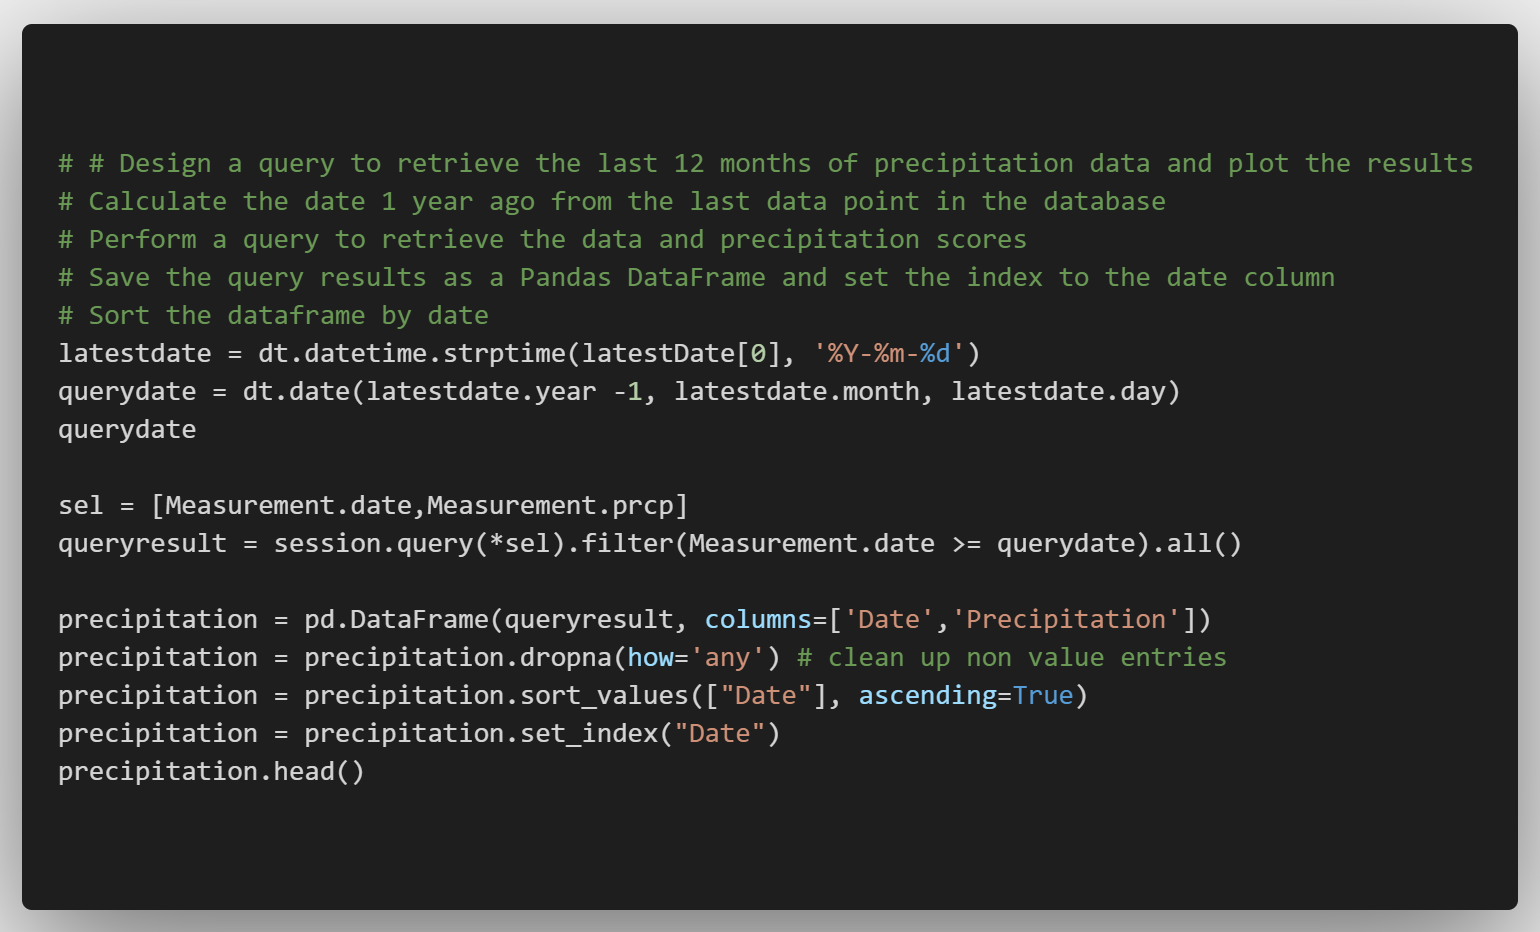 # # Design a query to retrieve the last 12 months of precipitation data and plot the results
# Calculate the date 1 year ago from the last data point in the database
# Perform a query to retrieve the data and precipitation scores
# Save the query results as a Pandas DataFrame and set the index to the date column
# Sort the dataframe by date
latestdate = dt.datetime.strptime(latestDate[0], '%Y-%m-%d')
querydate = dt.date(latestdate.year -1, latestdate.month, latestdate.day)
querydate
sel = [Measurement.date,Measurement.prcp]
queryresult = session.query(*sel).filter(Measurement.date >= querydate).all()
precipitation = pd.DataFrame(queryresult, columns=['Date','Precipitation'])
precipitation = precipitation.dropna(how='any') # clean up non value entries
precipitation = precipitation.sort_values(["Date"], ascending=True)
precipitation = precipitation.set_index("Date")
precipitation.head()